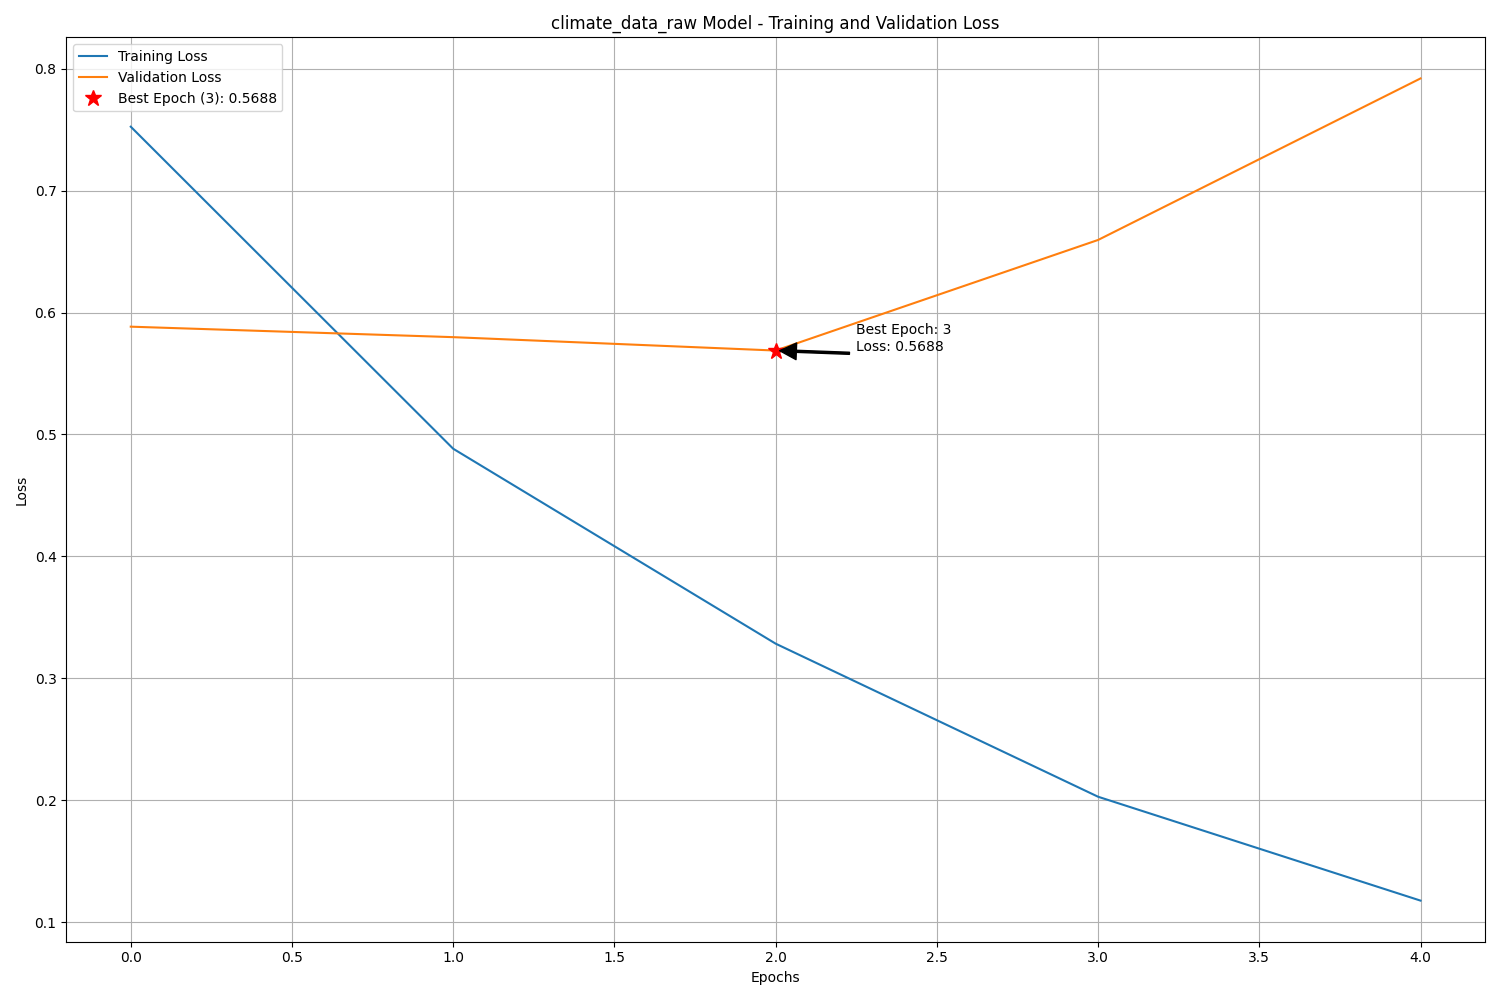 climate_data_raw Model - Training and Validation Loss
Training Loss
Validation Loss
Best Epoch (3): 0.5688
0.8
0.7
0.6
0.5
0.4
0.3
0.2
0.1
Loss
Best Epoch: 3
Loss: 0.5688
0.0 0.5 1.0 1.5 2.0 2.5 3.0 3.5 4.0
Epochs